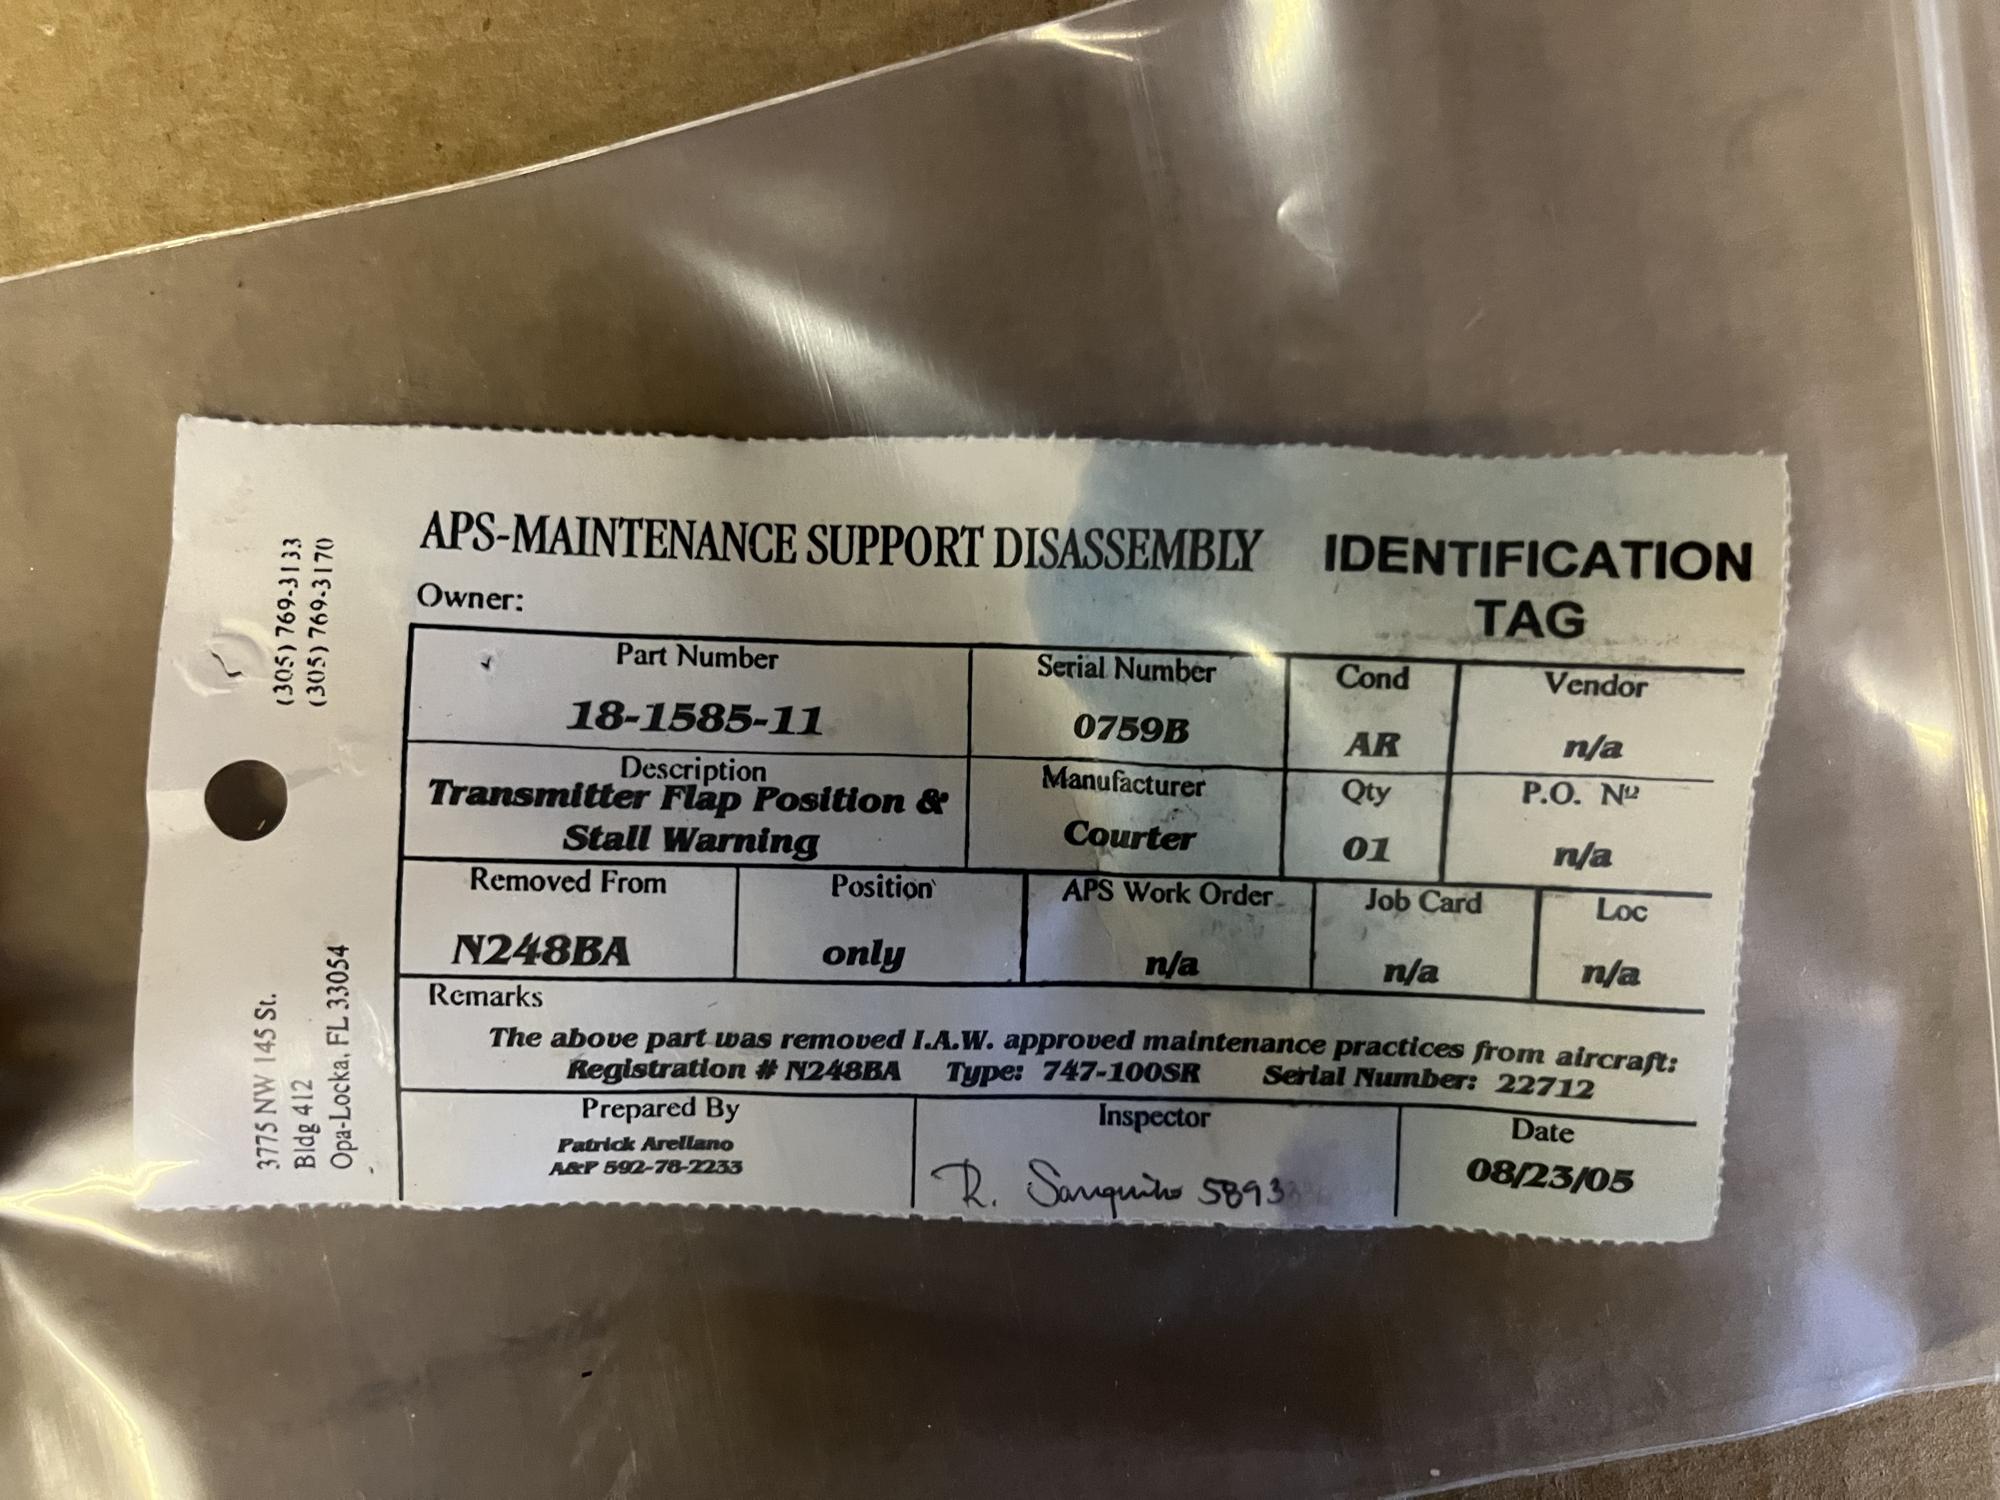 APS-MAINTENANCE SUPPORT DISASSEMBLY
IDENTIFICATION
TAG
Owner:
Part Number
18-1585-11
Serial Number
0759B
Cond
AR
Vendor
n/a
Description
Transmitter Flap Position &
Stall Warning
Manufacturer
Courter
Qty
01
P.O. Nº
n/a
Removed From
N248BA
Position
only
APS Work Order
n/a
Job Card
n/a
Loc
n/a
Remarks
The above part was removed I.A.W. approved maintenance practices from aircraft:
Registration # N248BA Type: 747-100SR Serial Number: 22712
Prepared By
Patrick Arellano
A&P 592-78-2233
Inspector
R.
Date
08/23/05
(305) 769-3133
(305) 769-3170
3775 NW 145 St.
Bldg 412
Opa-Locka, FL 33054